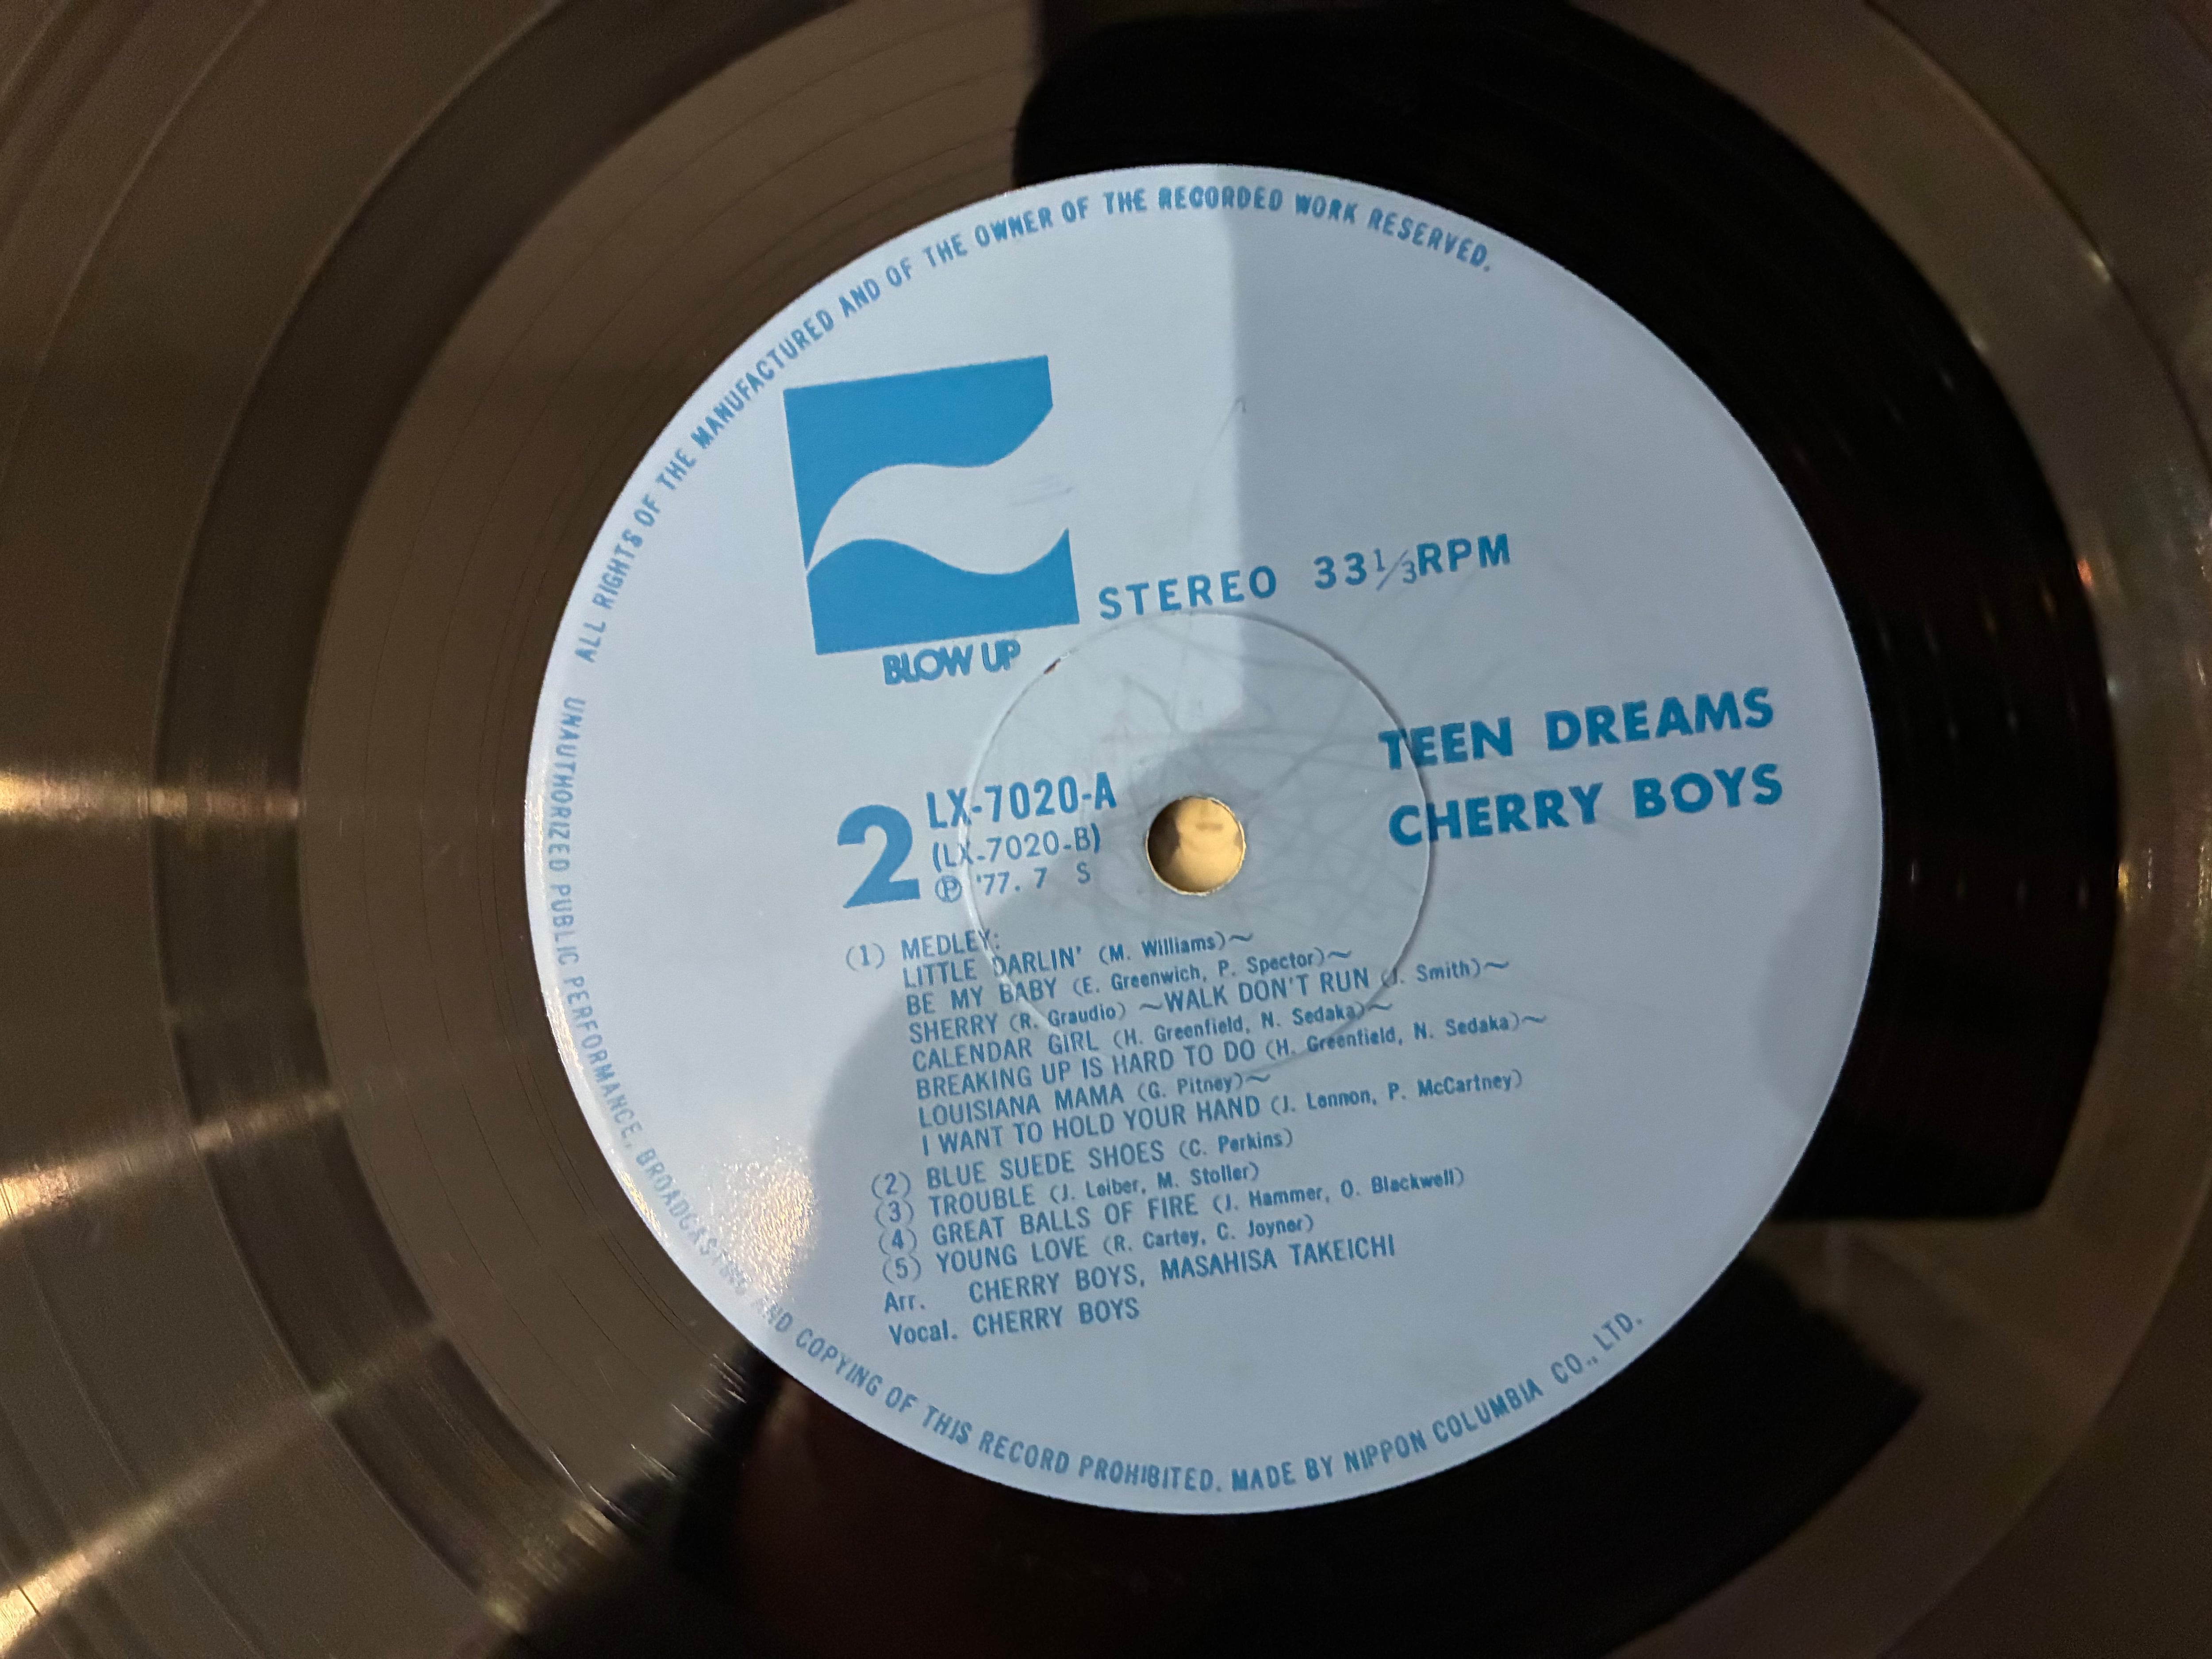 ALL RIGHTS OF THE MANUFACTURED AND OF THE OWNER OF THE RECORDED WORK RESERVED.
BLOW UP
STEREO 33⅓RPM
TEEN DREAMS
CHERRY BOYS
2 LX-7020-A
(LX-7020-B)
℗ '77. 7 S
(1) MEDLEY:
LITTLE DARLIN' (M. Williams)~
BE MY BABY (E. Greenwich, P. Spector)~
SHERRY (R. Graudio) ~WALK DON'T RUN (J. Smith)~
CALENDAR GIRL (H. Greenfield, N. Sedaka)~
BREAKING UP IS HARD TO DO (H. Greenfield, N. Sedaka)~
LOUISIANA MAMA (G. Pitney)~
I WANT TO HOLD YOUR HAND (J. Lennon, P. McCartney)
(2) BLUE SUEDE SHOES (C. Perkins)
(3) TROUBLE (J. Leiber, M. Stoller)
(4) GREAT BALLS OF FIRE (J. Hammer, O. Blackwell)
(5) YOUNG LOVE (R. Cartey, C. Joyner)
Arr. CHERRY BOYS, MASAHISA TAKEICHI
Vocal. CHERRY BOYS
UNAUTHORIZED PUBLIC PERFORMANCE, BROADCASTING AND COPYING OF THIS RECORD PROHIBITED. MADE BY NIPPON COLUMBIA CO., LTD.